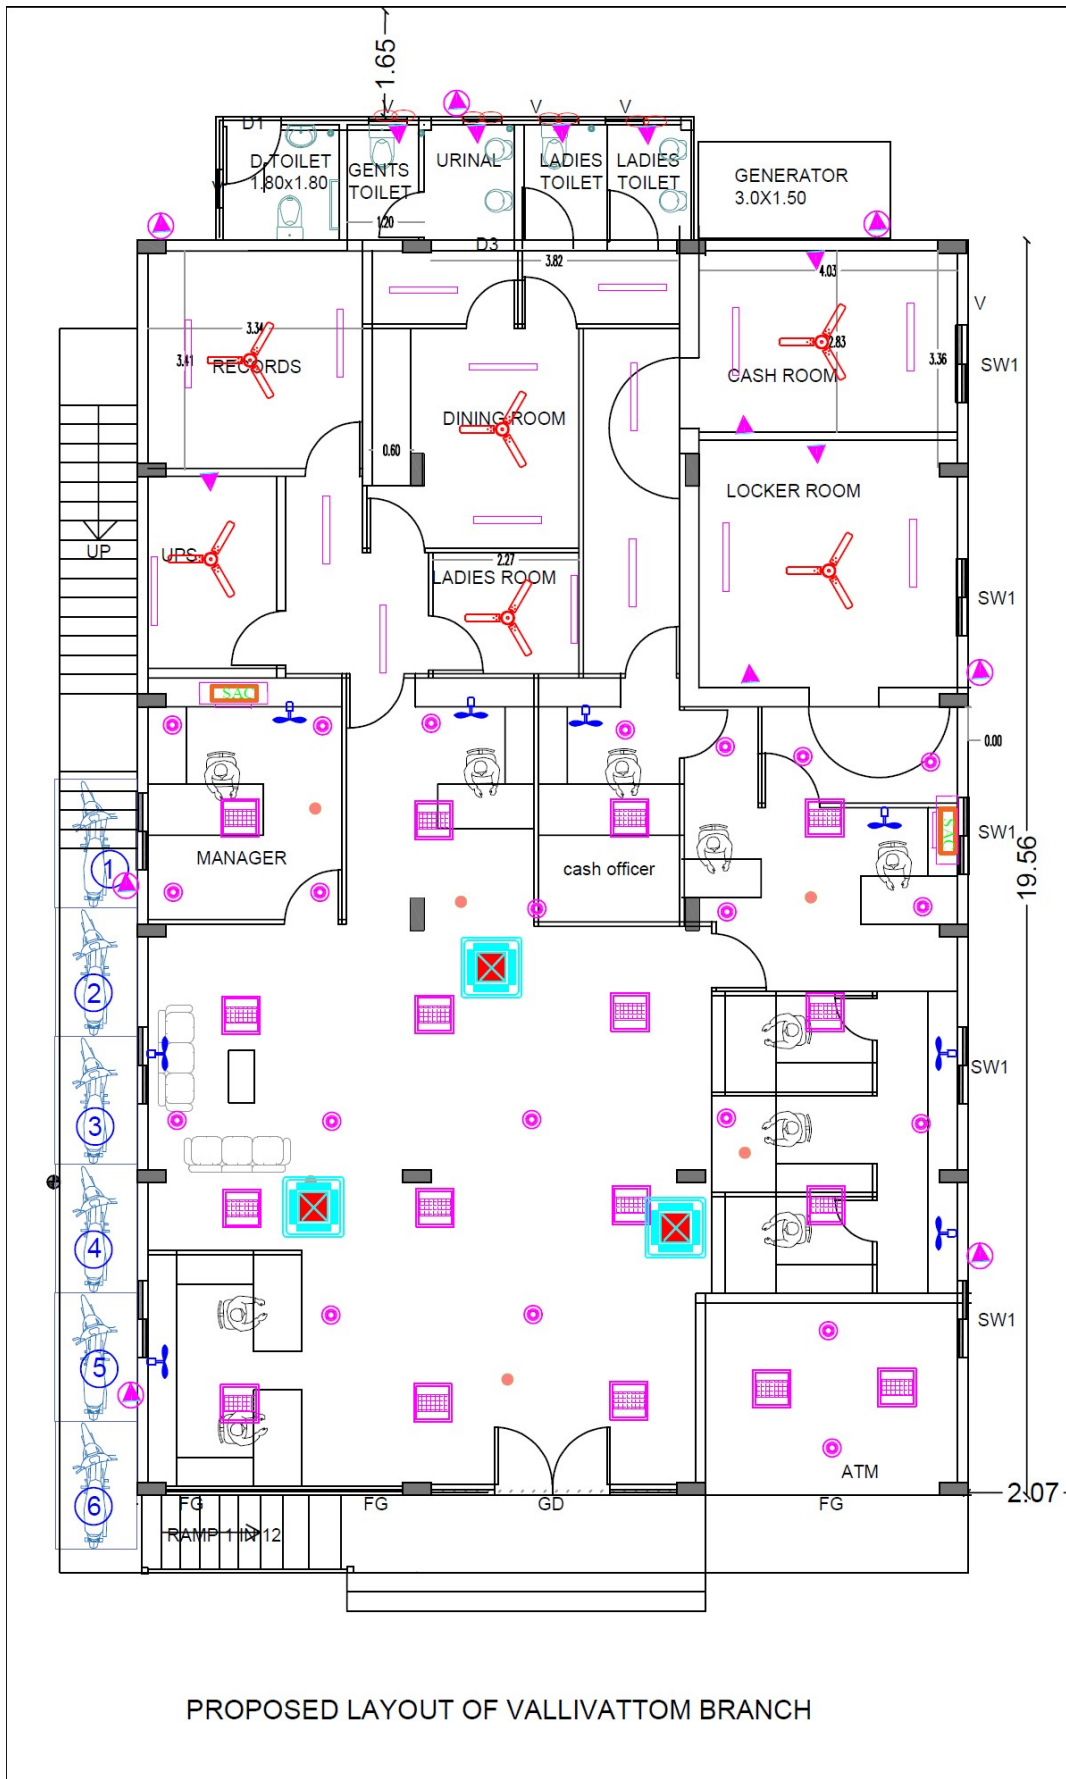 1.65
V
V
V
D1
D-TOILET
1.80x1.80
V
GENTS
TOILET
1.20
URINAL
LADIES
TOILET
LADIES
TOILET
GENERATOR
3.0X1.50
D3
3.82
4.03
V
3.34
3.41
RECORDS
2.83
3.36
CASH ROOM
SW1
DINING ROOM
0.60
LOCKER ROOM
UP
UPS
2.27
LADIES ROOM
SW1
SAC
0.00
SAC
SW1
19.56
MANAGER
cash officer
1
2
3
SW1
4
5
SW1
6
ATM
2.07
FG
FG
GD
FG
RAMP 1 IN 12
PROPOSED LAYOUT OF VALLIVATTOM BRANCH